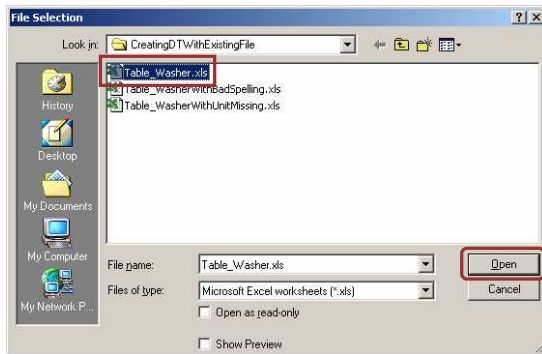 File Selection
Look in: CreatingDTWithExistingFile
Table_Washer.xls
Table_WasherWithBadSpelling.xls
Table_WasherWithUnitMissing.xls
History
Desktop
My Documents
My Computer
My Network P...
File name: Table_Washer.xls Open
Files of type: Microsoft Excel worksheets (*.xls) Cancel
Open as read-only
Show Preview